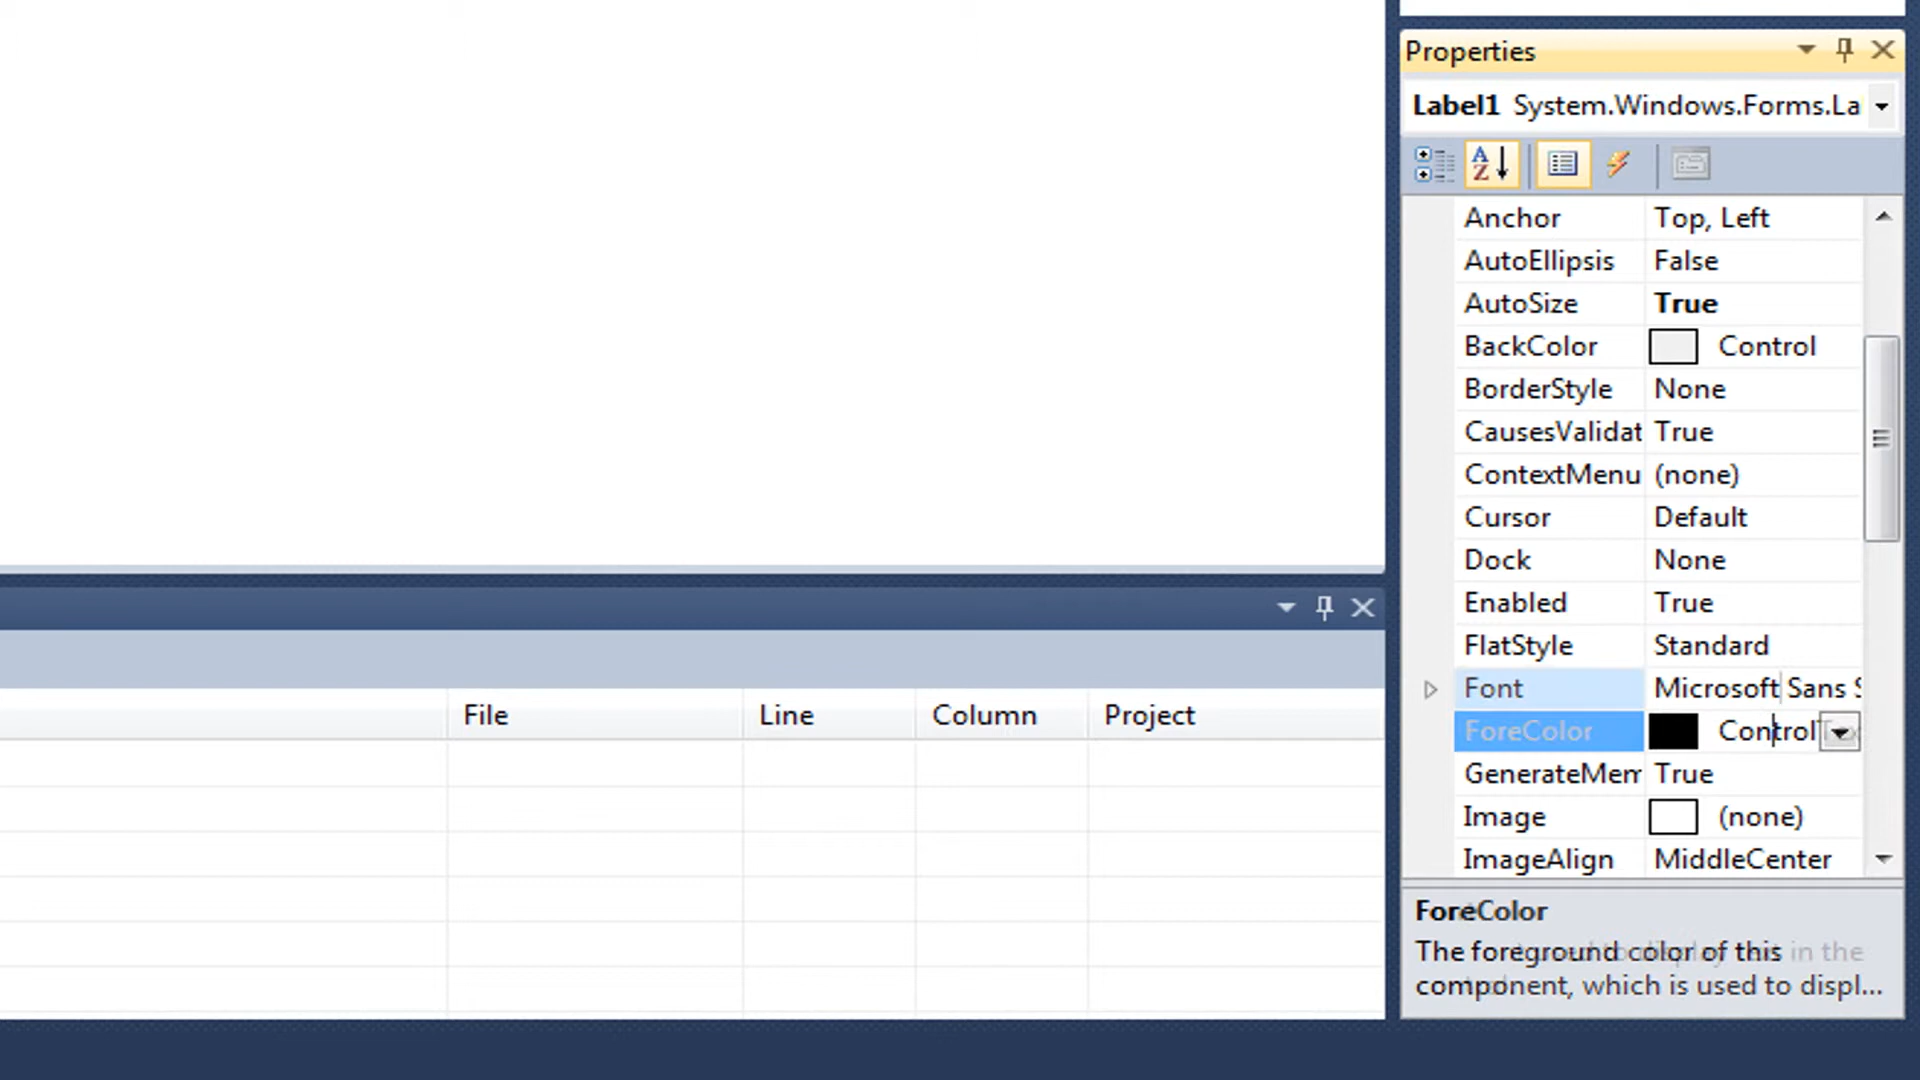 Properties
Label1 System.Windows.Forms.La
Anchor Top, Left
AutoEllipsis False
AutoSize True
BackColor Control
BorderStyle None
CausesValidat True
ContextMenu (none)
Cursor Default
Dock None
Enabled True
FlatStyle Standard
Font Microsoft Sans S
ForeColor Control
GenerateMem True
Image (none)
ImageAlign MiddleCenter
File Line Column Project
ForeColor
The foreground color of this
component, which is used to displ...